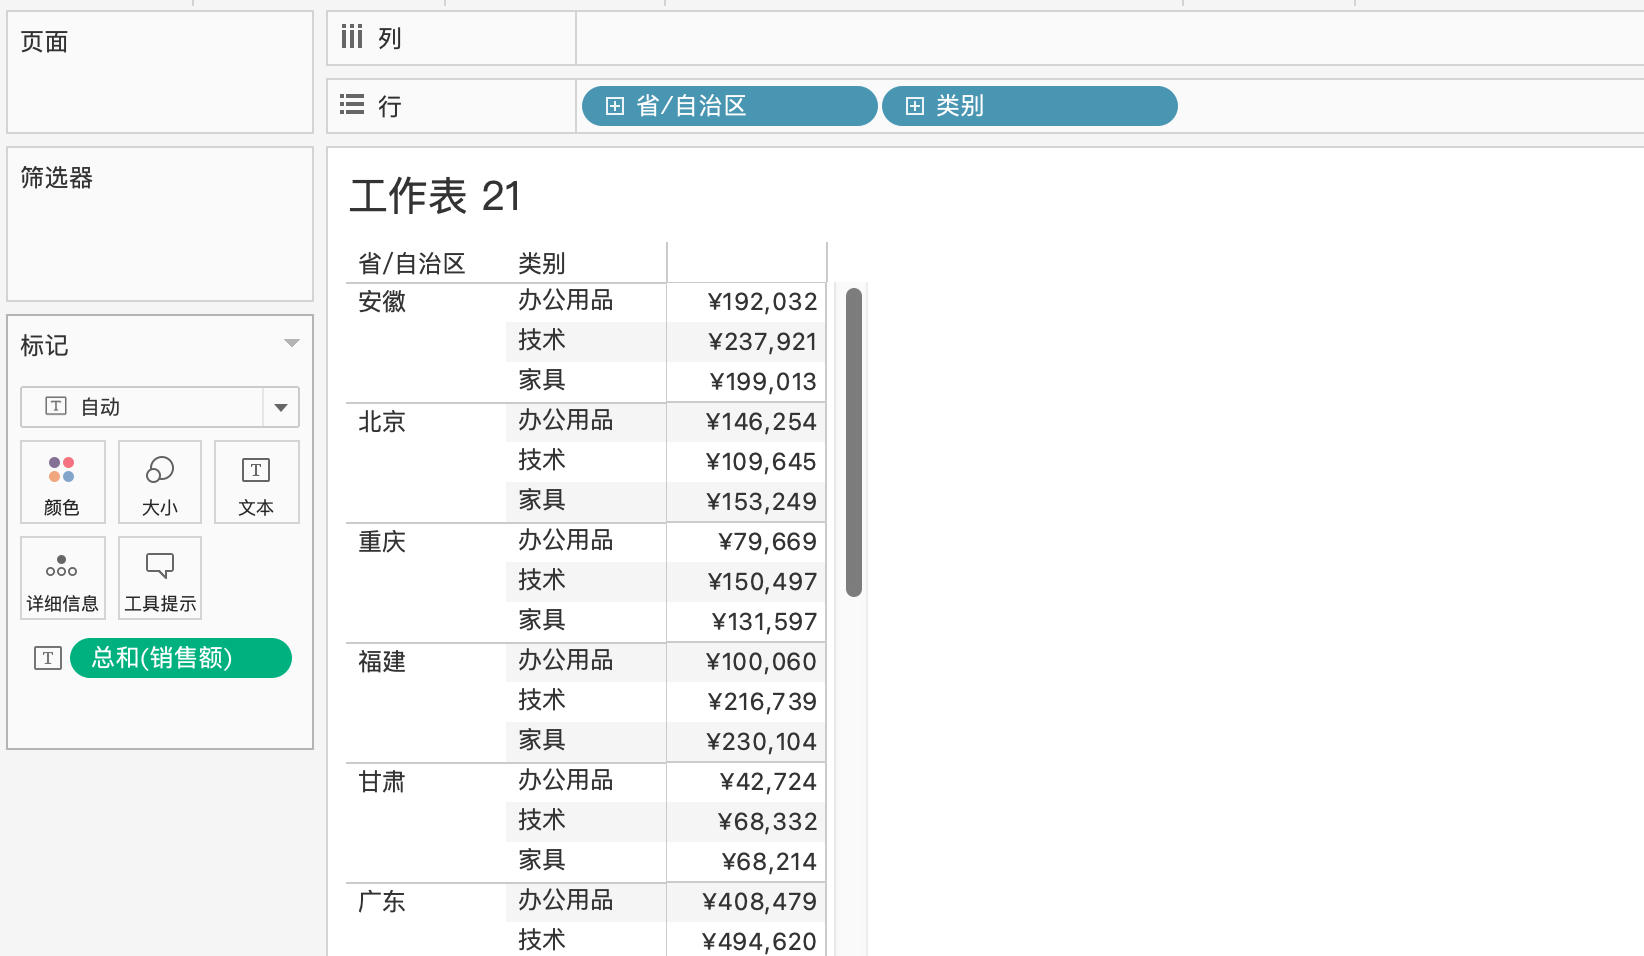 页面
列
行
省/自治区
类别
筛选器
工作表 21
省/自治区 类别
安徽 办公用品 ¥192,032
技术 ¥237,921
家具 ¥199,013
北京 办公用品 ¥146,254
技术 ¥109,645
家具 ¥153,249
重庆 办公用品 ¥79,669
技术 ¥150,497
家具 ¥131,597
福建 办公用品 ¥100,060
技术 ¥216,739
家具 ¥230,104
甘肃 办公用品 ¥42,724
技术 ¥68,332
家具 ¥68,214
广东 办公用品 ¥408,479
技术 ¥494,620
标记
T 自动
颜色
大小
T
文本
详细信息
工具提示
T 总和(销售额)